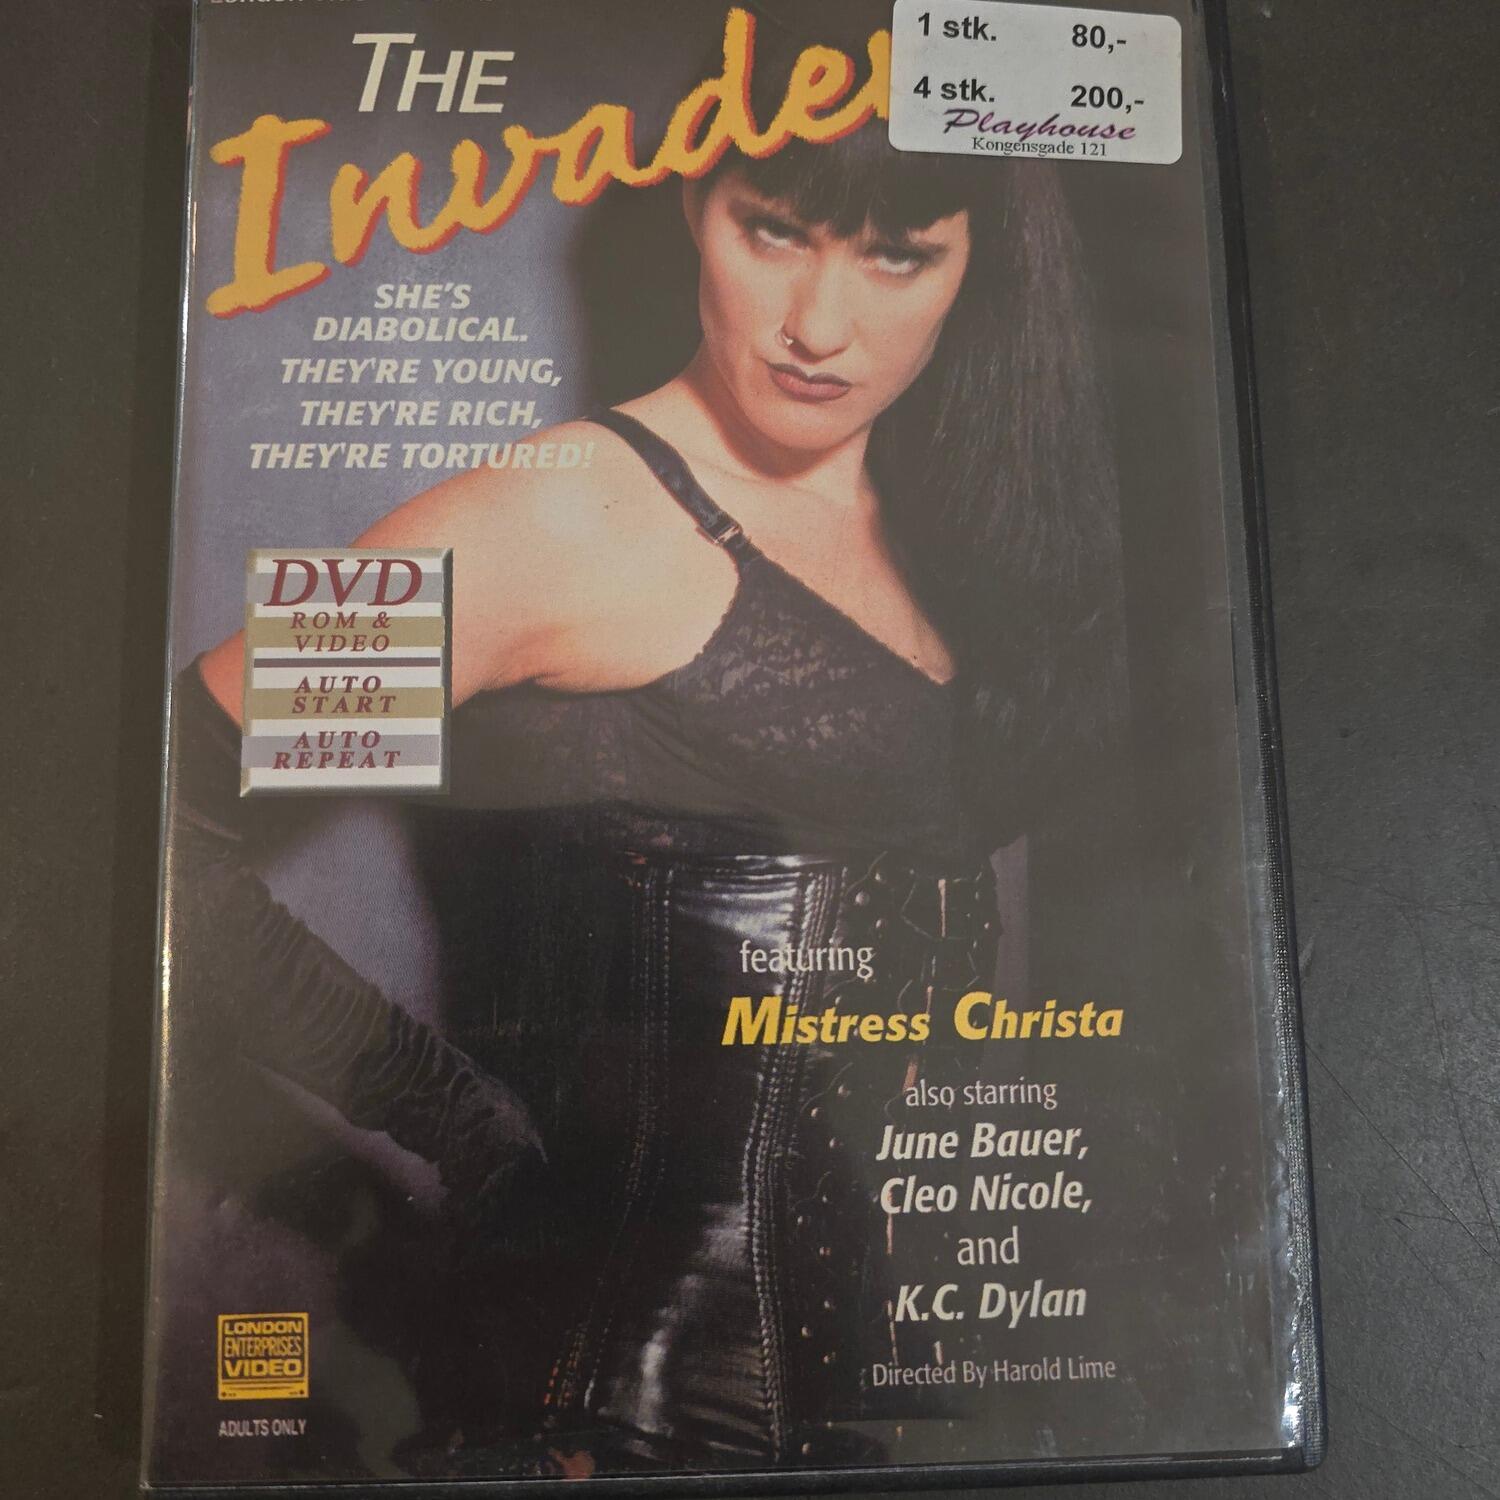 THE
1 stk. 80,-
4 stk. 200,-
Playhouse
Kongensgade 121
SHE'S
DIABOLICAL.
THEY'RE YOUNG,
THEY'RE RICH,
THEY'RE TORTURED!
DVD
ROM &
VIDEO
AUTO
START
AUTO
REPEAT
featuring
Mistress Christa
also starring
June Bauer,
Cleo Nicole,
and
K.C. Dylan
Directed By Harold Lime
LONDON
ENTERPRISES
VIDEO
ADULTS ONLY